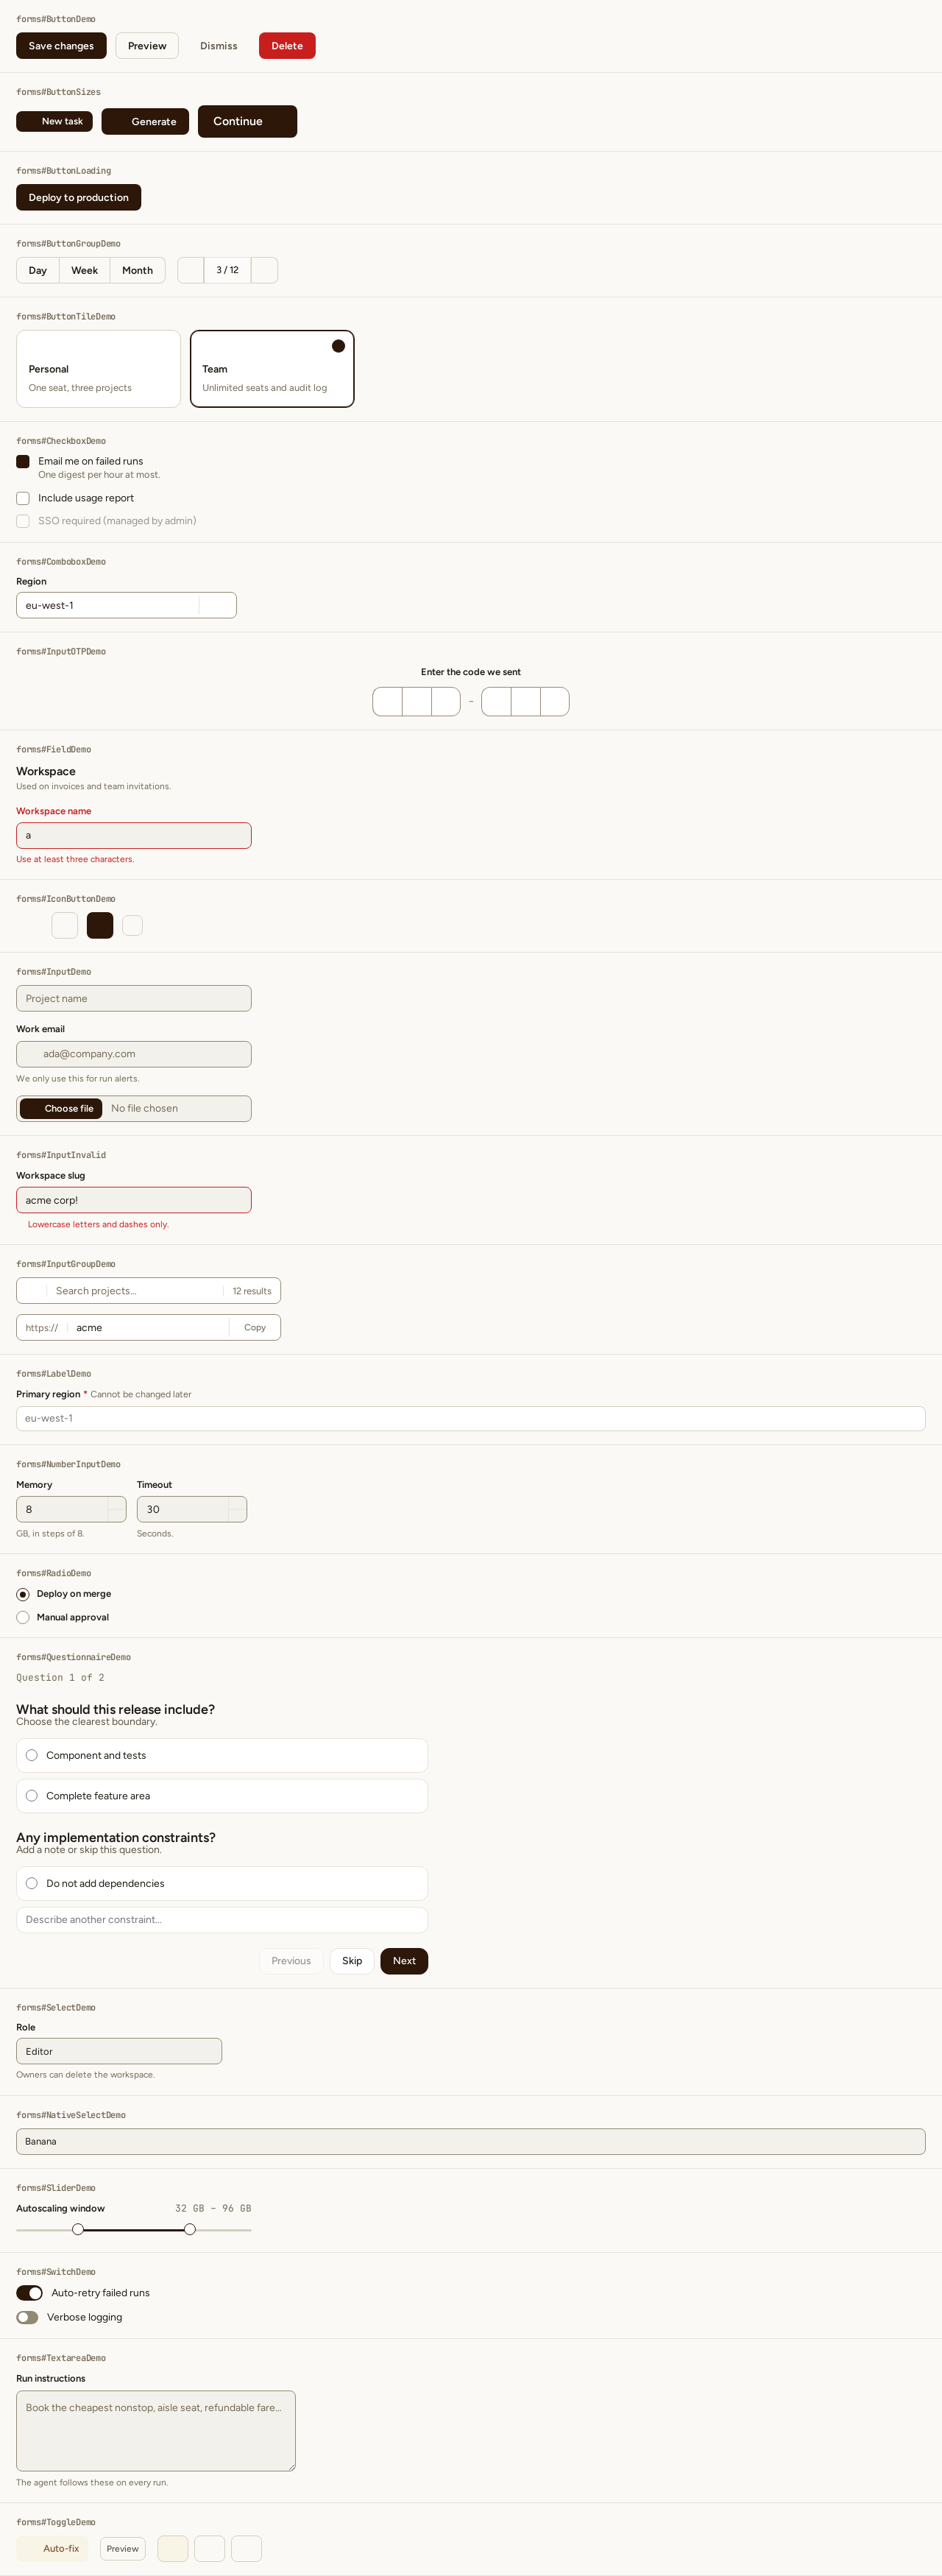 forms#ButtonDemo
Save changes Preview Dismiss Delete
forms#ButtonSizes
New task Generate Continue
forms#ButtonLoading
Deploy to production
forms#ButtonGroupDemo
Day Week Month 3 / 12
forms#ButtonTileDemo
Personal Team
One seat, three projects Unlimited seats and audit log
forms#CheckboxDemo
Email me on failed runs
One digest per hour at most.
Include usage report
SSO required (managed by admin)
forms#ComboboxDemo
Region
eu-west-1
forms#InputOTPDemo
Enter the code we sent
–
forms#FieldDemo
Workspace
Used on invoices and team invitations.
Workspace name
a
Use at least three characters.
forms#IconButtonDemo
forms#InputDemo
Project name
Work email
ada@company.com
We only use this for run alerts.
Choose file No file chosen
forms#InputInvalid
Workspace slug
acme corp!
Lowercase letters and dashes only.
forms#InputGroupDemo
Search projects... 12 results
https:// acme Copy
forms#LabelDemo
Primary region * Cannot be changed later
eu-west-1
forms#NumberInputDemo
Memory Timeout
8 30
GB, in steps of 8. Seconds.
forms#RadioDemo
Deploy on merge
Manual approval
forms#QuestionnaireDemo
Question 1 of 2
What should this release include?
Choose the clearest boundary.
Component and tests
Complete feature area
Any implementation constraints?
Add a note or skip this question.
Do not add dependencies
Describe another constraint...
Previous Skip Next
forms#SelectDemo
Role
Editor
Owners can delete the workspace.
forms#NativeSelectDemo
Banana
forms#SliderDemo
Autoscaling window 32 GB – 96 GB
forms#SwitchDemo
Auto-retry failed runs
Verbose logging
forms#TextareaDemo
Run instructions
Book the cheapest nonstop, aisle seat, refundable fare...
The agent follows these on every run.
forms#ToggleDemo
Auto-fix Preview